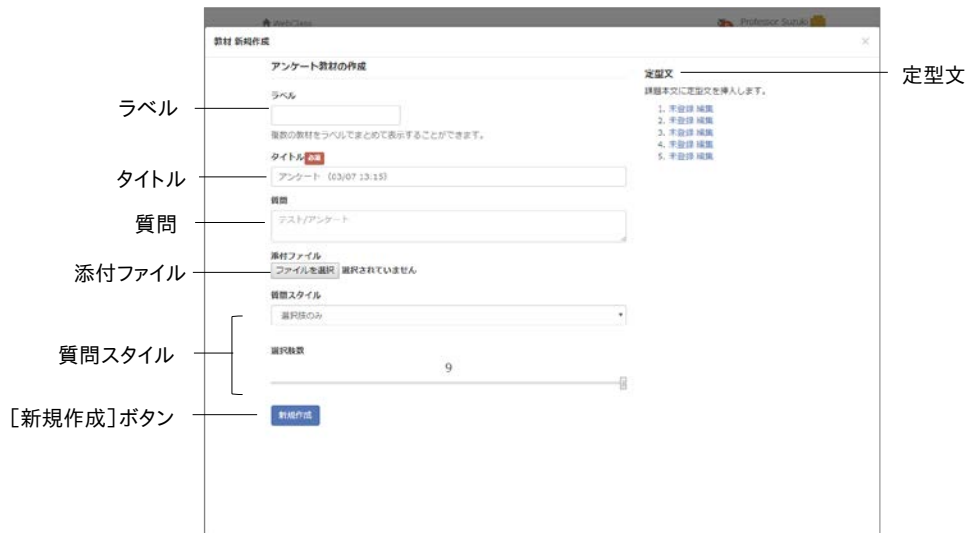 WebClass
Professor Suzuki
教材 新規作成
×
アンケート教材の作成
ラベル
ラベル
複数の教材をラベルでまとめて表示することができます。
タイトル 必須
タイトル
アンケート (03/07 13:15)
質問
質問
テスト/アンケート
添付ファイル
添付ファイル
ファイルを選択 選択されていません
質問スタイル
選択肢のみ
質問スタイル
選択肢数
9
[新規作成]ボタン
新規作成
定型文
定型文
課題本文に定型文を挿入します。
1. 未登録 編集
2. 未登録 編集
3. 未登録 編集
4. 未登録 編集
5. 未登録 編集